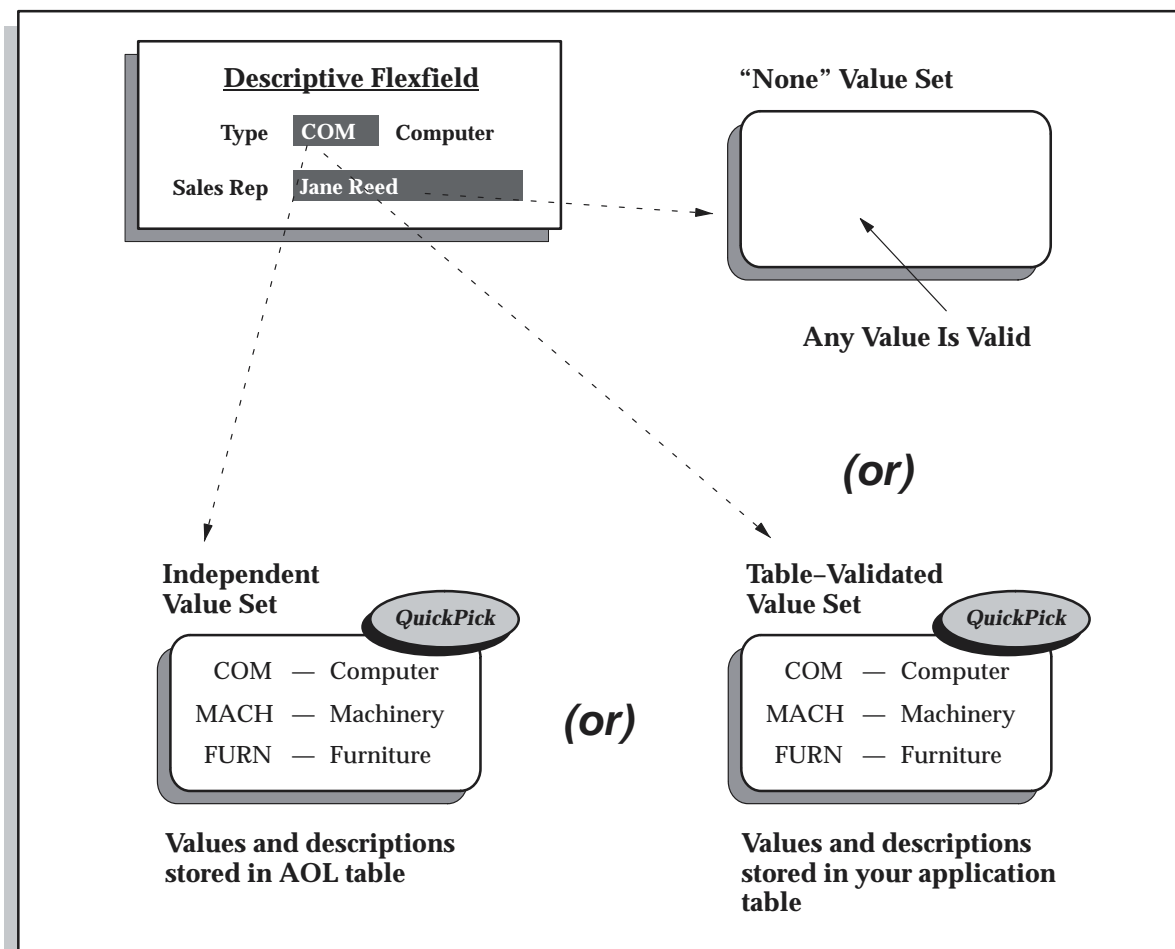 Descriptive Flexfield
Type COM Computer
Sales Rep Jane Reed
“None” Value Set
Any Value Is Valid
(or)
Independent
Value Set
QuickPick
COM — Computer
MACH — Machinery
FURN — Furniture
Values and descriptions
stored in AOL table
(or)
Table–Validated
Value Set
QuickPick
COM — Computer
MACH — Machinery
FURN — Furniture
Values and descriptions
stored in your application
table